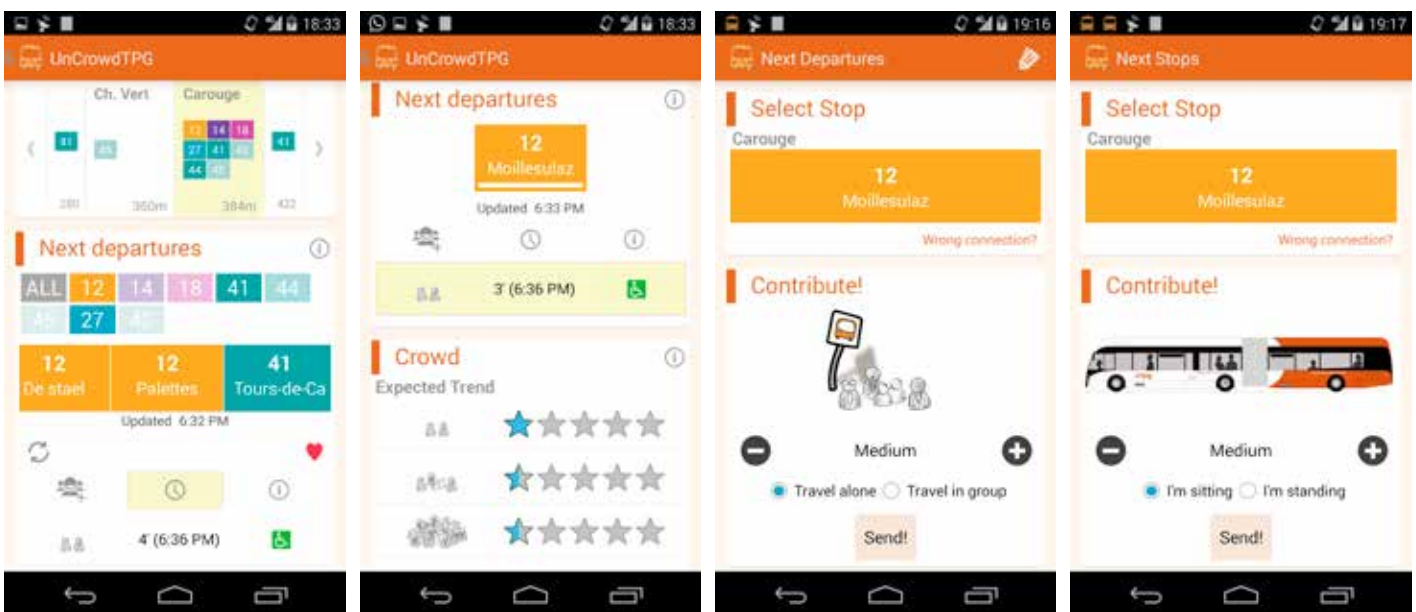 18:33
UnCrowdTPG
Ch. Vert Carouge
41 45 12 14 18 41
27 41
44 45
280 360m 384m 422
Next departures
ALL 12 14 18 41 44
27
12 12 41
De stael Palettes Tours-de-Ca
Updated 6:32 PM
4' (6:36 PM)
18:33
UnCrowdTPG
Next departures
12
Moillesulaz
Updated 6:33 PM
3' (6:36 PM)
Crowd
Expected Trend
19:16
Next Departures
Select Stop
Carouge
12
Moillesulaz
Wrong connection?
Contribute!
Medium
Travel alone Travel in group
Send!
19:17
Next Stops
Select Stop
Carouge
12
Moillesulaz
Wrong connection?
Contribute!
Medium
I'm sitting I'm standing
Send!